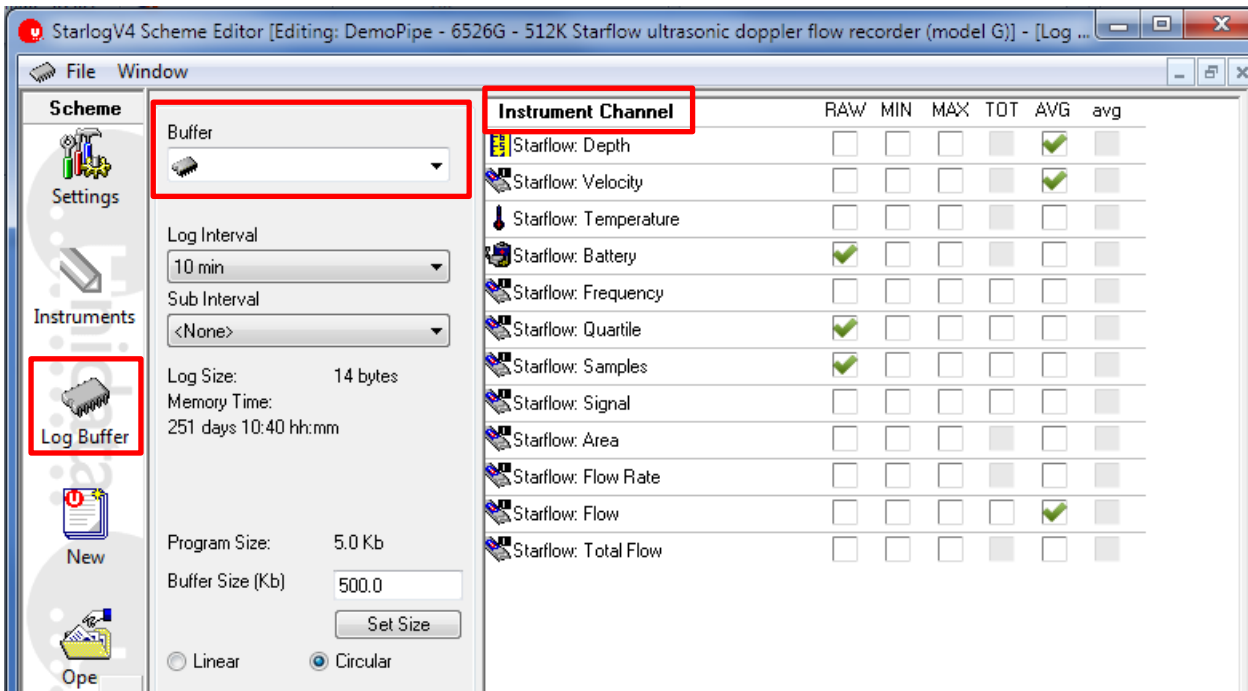 StarlogV4 Scheme Editor [Editing: DemoPipe - 6526G - 512K Starflow ultrasonic doppler flow recorder (model G)] - [Log ...
File Window
Scheme
Settings
Instruments
Log Buffer
New
Ope
Buffer
Log Interval
10 min
Sub Interval
<None>
Log Size: 14 bytes
Memory Time:
251 days 10:40 hh:mm
Program Size: 5.0 Kb
Buffer Size (Kb) 500.0
Set Size
Linear Circular
Instrument Channel RAW MIN MAX TOT AVG avg
Starflow: Depth
Starflow: Velocity
Starflow: Temperature
Starflow: Battery
Starflow: Frequency
Starflow: Quartile
Starflow: Samples
Starflow: Signal
Starflow: Area
Starflow: Flow Rate
Starflow: Flow
Starflow: Total Flow